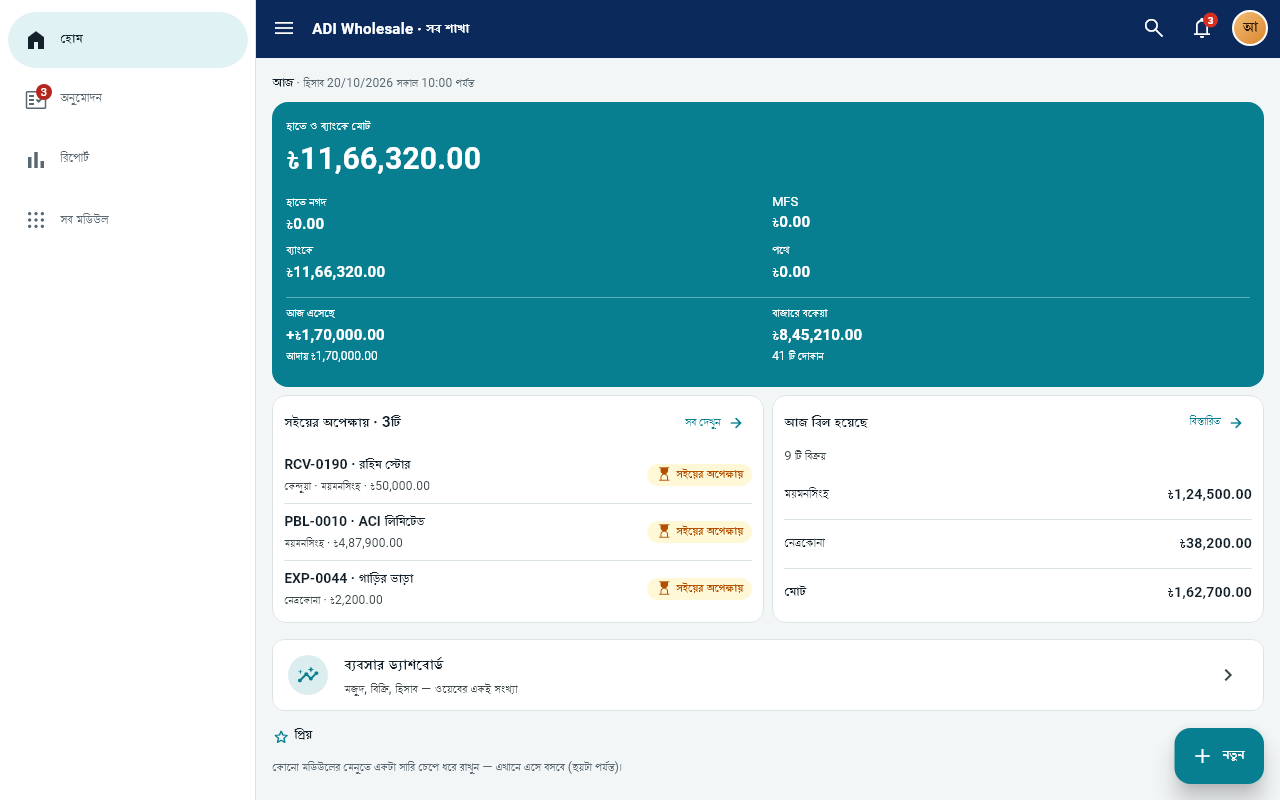 হোম
3
অনুমোদন
রিপোর্ট
সব মডিউল
ADI Wholesale · সব শাখা
3
আ
আজ · হিসাব 20/10/2026 সকাল 10:00 পর্যন্ত
হাতে ও ব্যাংকে মোট
৳11,66,320.00
হাতে নগদ
৳0.00
MFS
৳0.00
ব্যাংকে
৳11,66,320.00
পথে
৳0.00
আজ এসেছে
+৳1,70,000.00
আদায় ৳1,70,000.00
বাজারে বকেয়া
৳8,45,210.00
41 টি দোকান
সইয়ের অপেক্ষায় · 3টি
সব দেখুন
RCV-0190 · রহিম স্টোর
কেন্দুয়া · ময়মনসিংহ · ৳50,000.00
সইয়ের অপেক্ষায়
PBL-0010 · ACI লিমিটেড
ময়মনসিংহ · ৳4,87,900.00
সইয়ের অপেক্ষায়
EXP-0044 · গাড়ির ভাড়া
নেত্রকোনা · ৳2,200.00
সইয়ের অপেক্ষায়
আজ বিল হয়েছে
বিস্তারিত
9 টি বিক্রয়
ময়মনসিংহ
৳1,24,500.00
নেত্রকোনা
৳38,200.00
মোট
৳1,62,700.00
ব্যবসার ড্যাশবোর্ড
মজুদ, বিক্রি, হিসাব — ওয়েবের একই সংখ্যা
প্রিয়
কোনো মডিউলের মেনুতে একটা সারি চেপে ধরে রাখুন — এখানে এসে বসবে (ছয়টা পর্যন্ত)।
নতুন